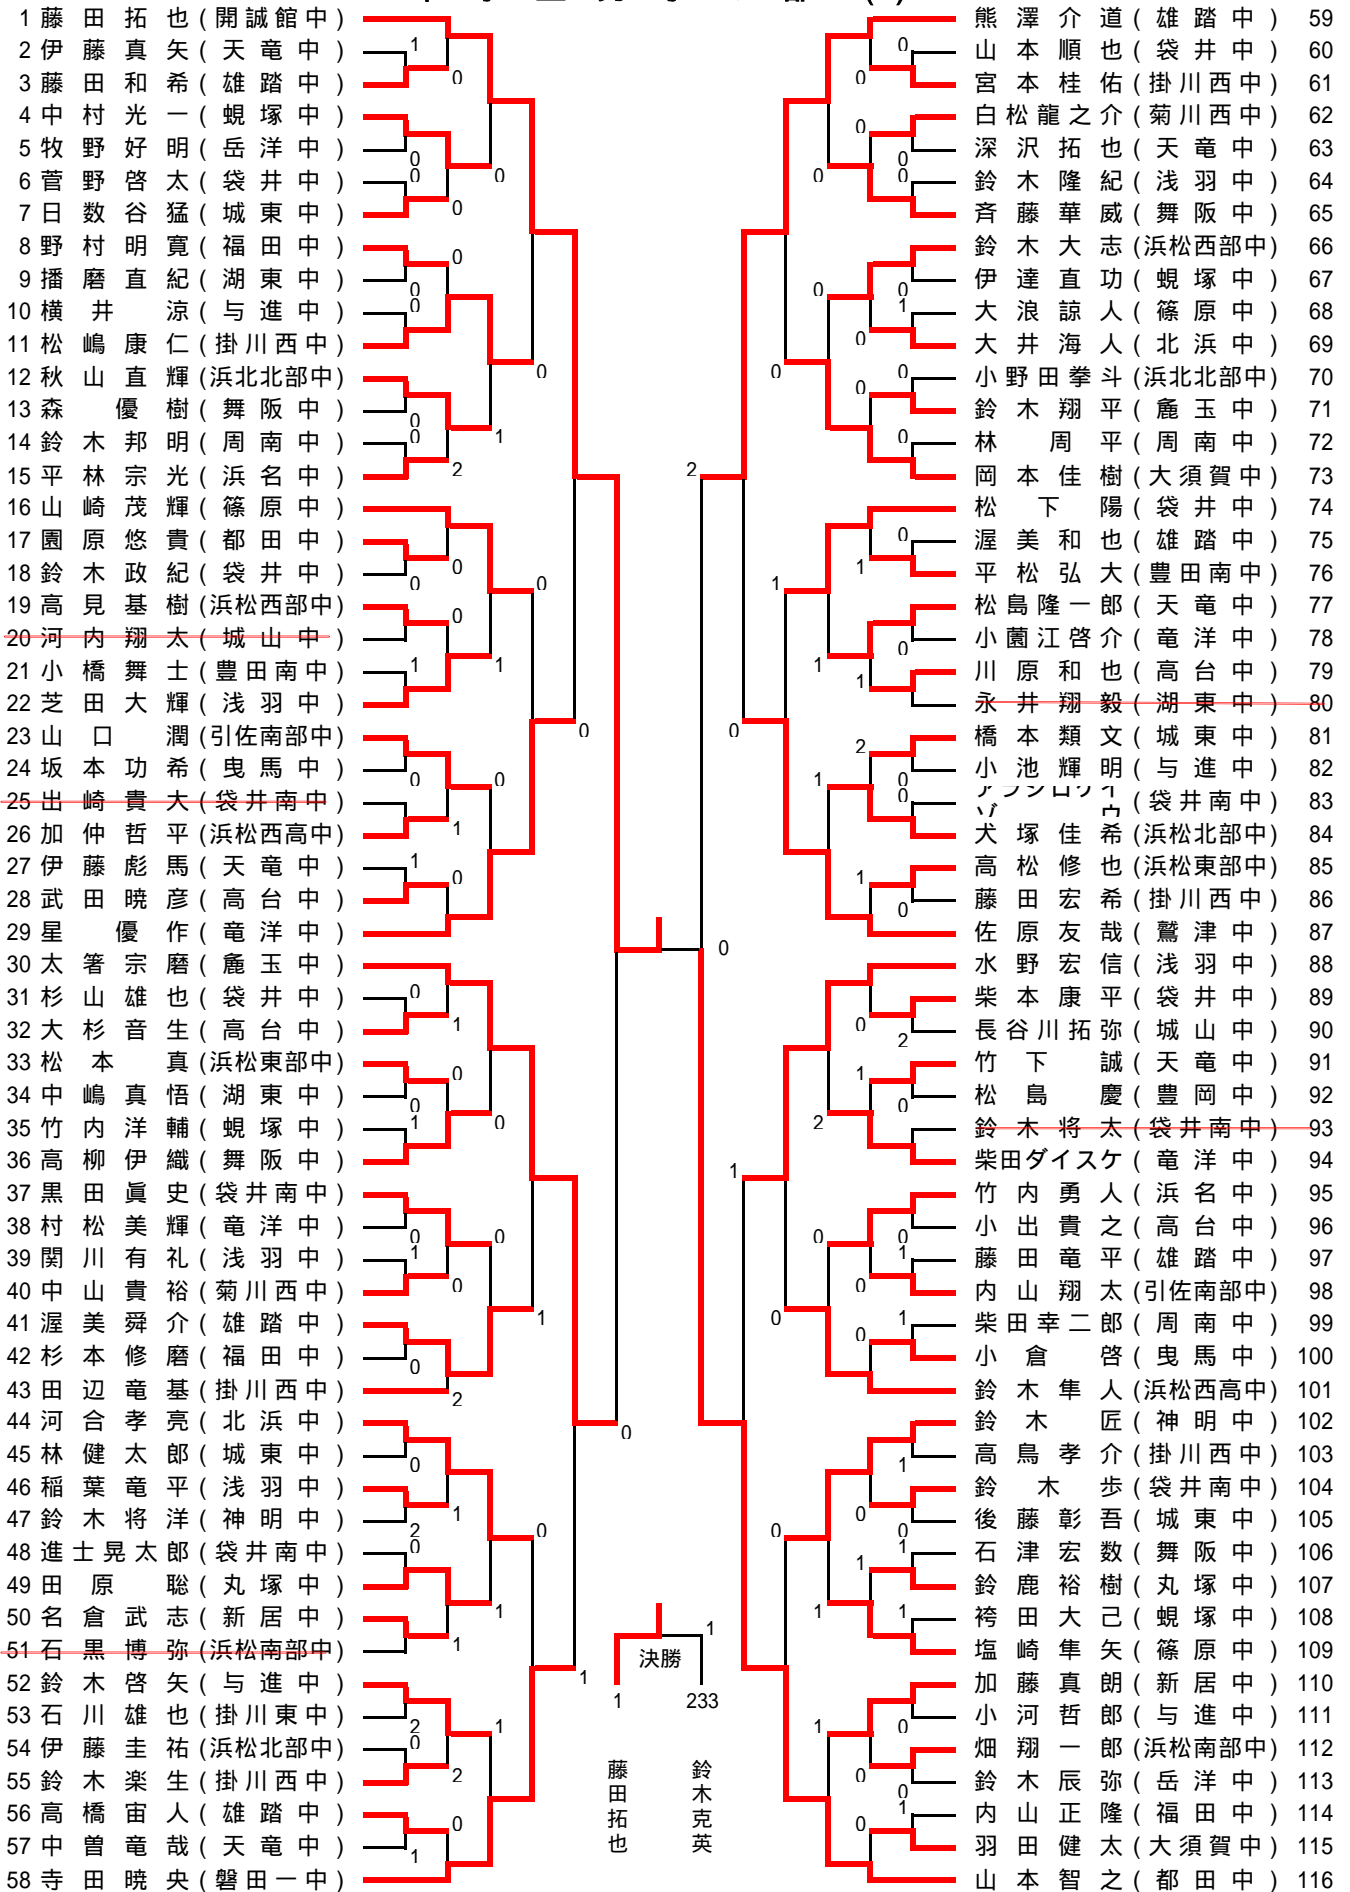 1 藤田拓也(開誠館中)
2 伊藤真矢(天竜中)
3 藤田和希(雄踏中)
4 中村光一(蜆塚中)
5 牧野好明(岳洋中)
6 菅野啓太(袋井中)
7 日数谷猛(城東中)
8 野村明寛(福田中)
9 播磨直紀(湖東中)
10 横井涼(与進中)
11 松嶋康仁(掛川西中)
12 秋山直輝(浜北北部中)
13 森優樹(舞阪中)
14 鈴木邦明(周南中)
15 平林宗光(浜名中)
16 山崎茂輝(篠原中)
17 園原悠貴(都田中)
18 鈴木政紀(袋井中)
19 高見基樹(浜松西部中)
20 河内翔太(城山中)
21 小橋舞士(豊田南中)
22 芝田大輝(浅羽中)
23 山口潤(引佐南部中)
24 坂本功希(曳馬中)
25 出崎貴大(袋井南中)
26 加仲哲平(浜松西高中)
27 伊藤彪馬(天竜中)
28 武田暁彦(高台中)
29 星優作(竜洋中)
30 太箸宗磨(麁玉中)
31 杉山雄也(袋井中)
32 大杉音生(高台中)
33 松本真(浜松東部中)
34 中嶋真悟(湖東中)
35 竹内洋輔(蜆塚中)
36 高柳伊織(舞阪中)
37 黒田眞史(袋井南中)
38 村松美輝(竜洋中)
39 関川有礼(浅羽中)
40 中山貴裕(菊川西中)
41 渥美舜介(雄踏中)
42 杉本修磨(福田中)
43 田辺竜基(掛川西中)
44 河合孝亮(北浜中)
45 林健太郎(城東中)
46 稲葉竜平(浅羽中)
47 鈴木将洋(神明中)
48 進士晃太郎(袋井南中)
49 田原聡(丸塚中)
50 名倉武志(新居中)
51 石黒博弥(浜松南部中)
52 鈴木啓矢(与進中)
53 石川雄也(掛川東中)
54 伊藤圭祐(浜松北部中)
55 鈴木楽生(掛川西中)
56 高橋宙人(雄踏中)
57 中曽竜哉(天竜中)
58 寺田暁央(磐田一中)
決勝
1
1 233
藤田拓也
鈴木克英
熊澤介道(雄踏中) 59
山本順也(袋井中) 60
宮本桂佑(掛川西中) 61
白松龍之介(菊川西中) 62
深沢拓也(天竜中) 63
鈴木隆紀(浅羽中) 64
斉藤華威(舞阪中) 65
鈴木大志(浜松西部中) 66
伊達直功(蜆塚中) 67
大浪諒人(篠原中) 68
大井海人(北浜中) 69
小野田拳斗(浜北北部中) 70
鈴木翔平(麁玉中) 71
林周平(周南中) 72
岡本佳樹(大須賀中) 73
松下陽(袋井中) 74
渥美和也(雄踏中) 75
平松弘大(豊田南中) 76
松島隆一郎(天竜中) 77
小薗江啓介(竜洋中) 78
川原和也(高台中) 79
永井翔毅(湖東中) 80
橋本類文(城東中) 81
小池輝明(与進中) 82
(袋井南中) 83
犬塚佳希(浜松北部中) 84
高松修也(浜松東部中) 85
藤田宏希(掛川西中) 86
佐原友哉(鷲津中) 87
水野宏信(浅羽中) 88
柴本康平(袋井中) 89
長谷川拓弥(城山中) 90
竹下誠(天竜中) 91
松島慶(豊岡中) 92
鈴木将太(袋井南中) 93
柴田ダイスケ(竜洋中) 94
竹内勇人(浜名中) 95
小出貴之(高台中) 96
藤田竜平(雄踏中) 97
内山翔太(引佐南部中) 98
柴田幸二郎(周南中) 99
小倉啓(曳馬中) 100
鈴木隼人(浜松西高中) 101
鈴木匠(神明中) 102
高鳥孝介(掛川西中) 103
鈴木歩(袋井南中) 104
後藤彰吾(城東中) 105
石津宏数(舞阪中) 106
鈴鹿裕樹(丸塚中) 107
袴田大己(蜆塚中) 108
塩崎隼矢(篠原中) 109
加藤真朗(新居中) 110
小河哲郎(与進中) 111
畑翔一郎(浜松南部中) 112
鈴木辰弥(岳洋中) 113
内山正隆(福田中) 114
羽田健太(大須賀中) 115
山本智之(都田中) 116